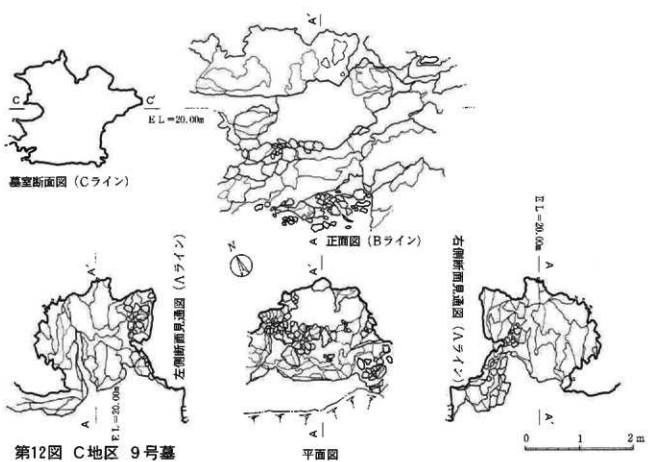 A'
C
C'
EL=20.00m
墓室断面図（Cライン）
A
正面図（Bライン）
N
A'
A
EL=20.00m
左側断面見通図（Aライン）
A'
A
平面図
EL=20.00m
A
A'
右側断面見通図（Aライン）
0 1 2m
第12図 C地区 9号墓